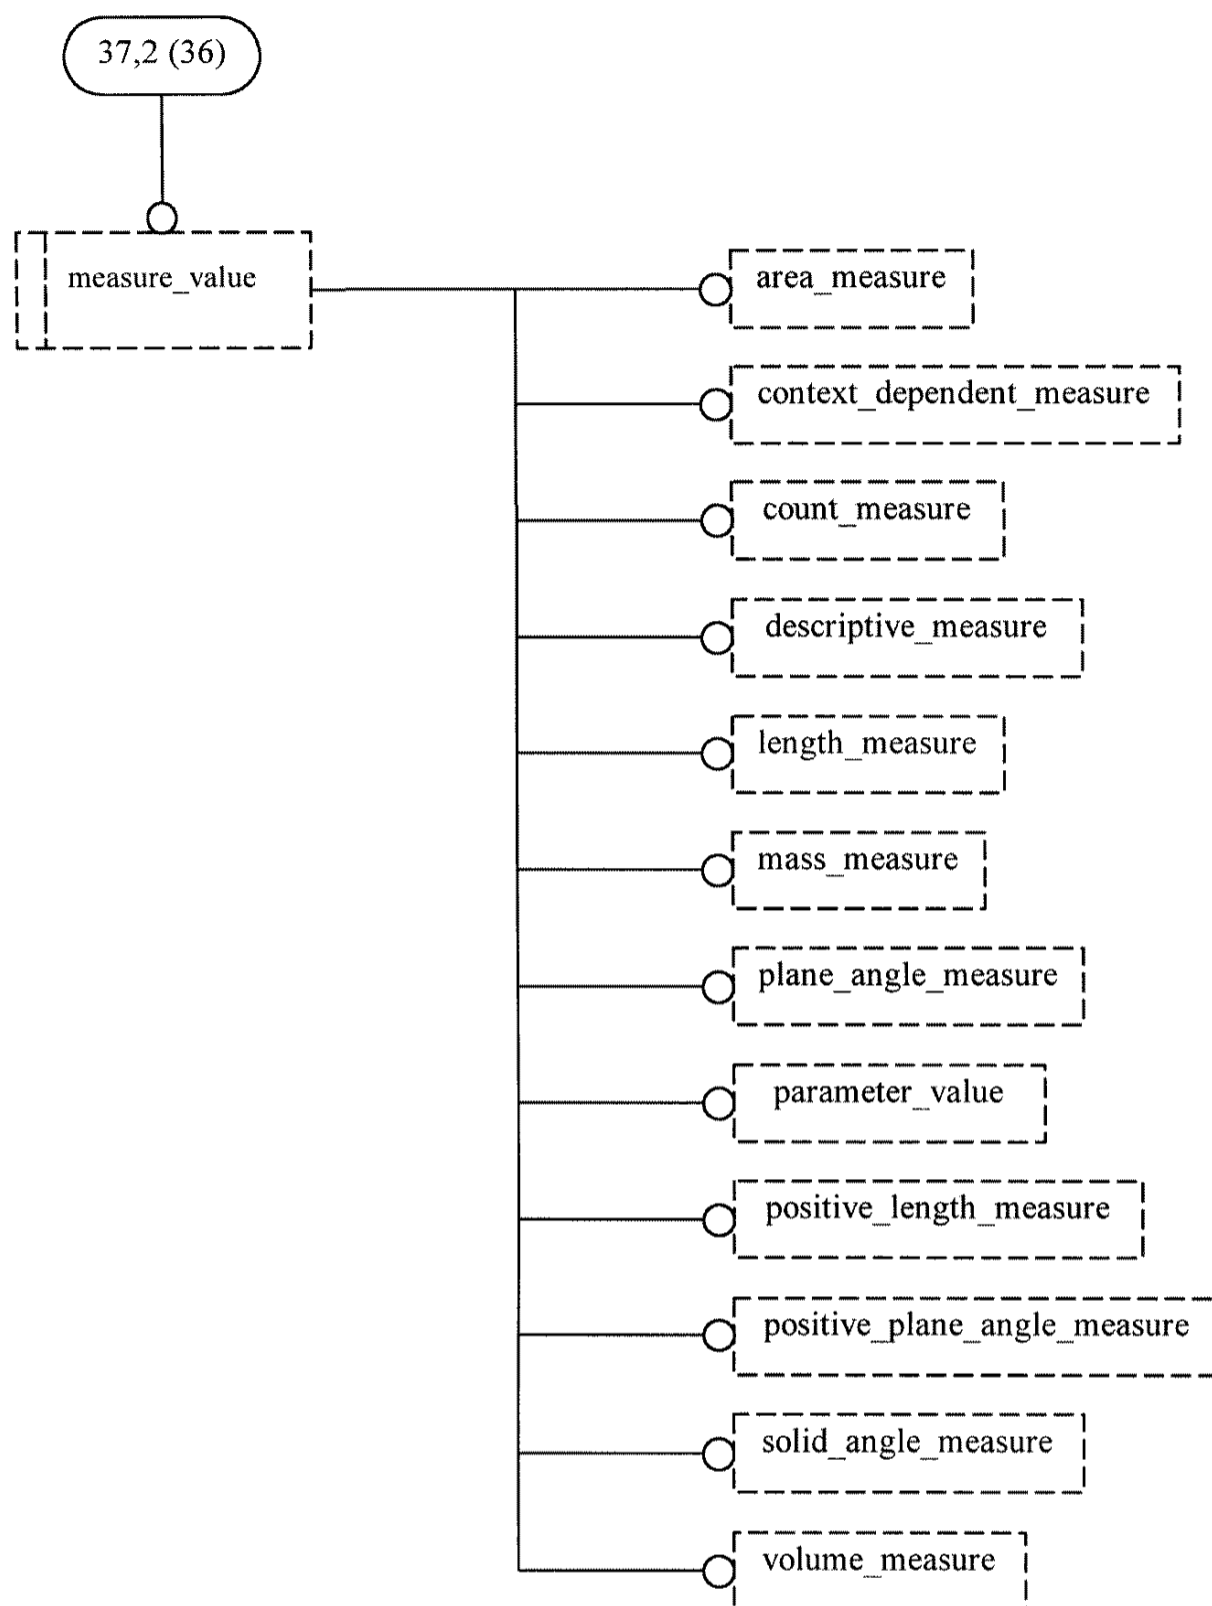 37,2 (36)
measure_value
area_measure
context_dependent_measure
count_measure
descriptive_measure
length_measure
mass_measure
plane_angle_measure
parameter_value
positive_length_measure
positive_plane_angle_measure
solid_angle_measure
volume_measure